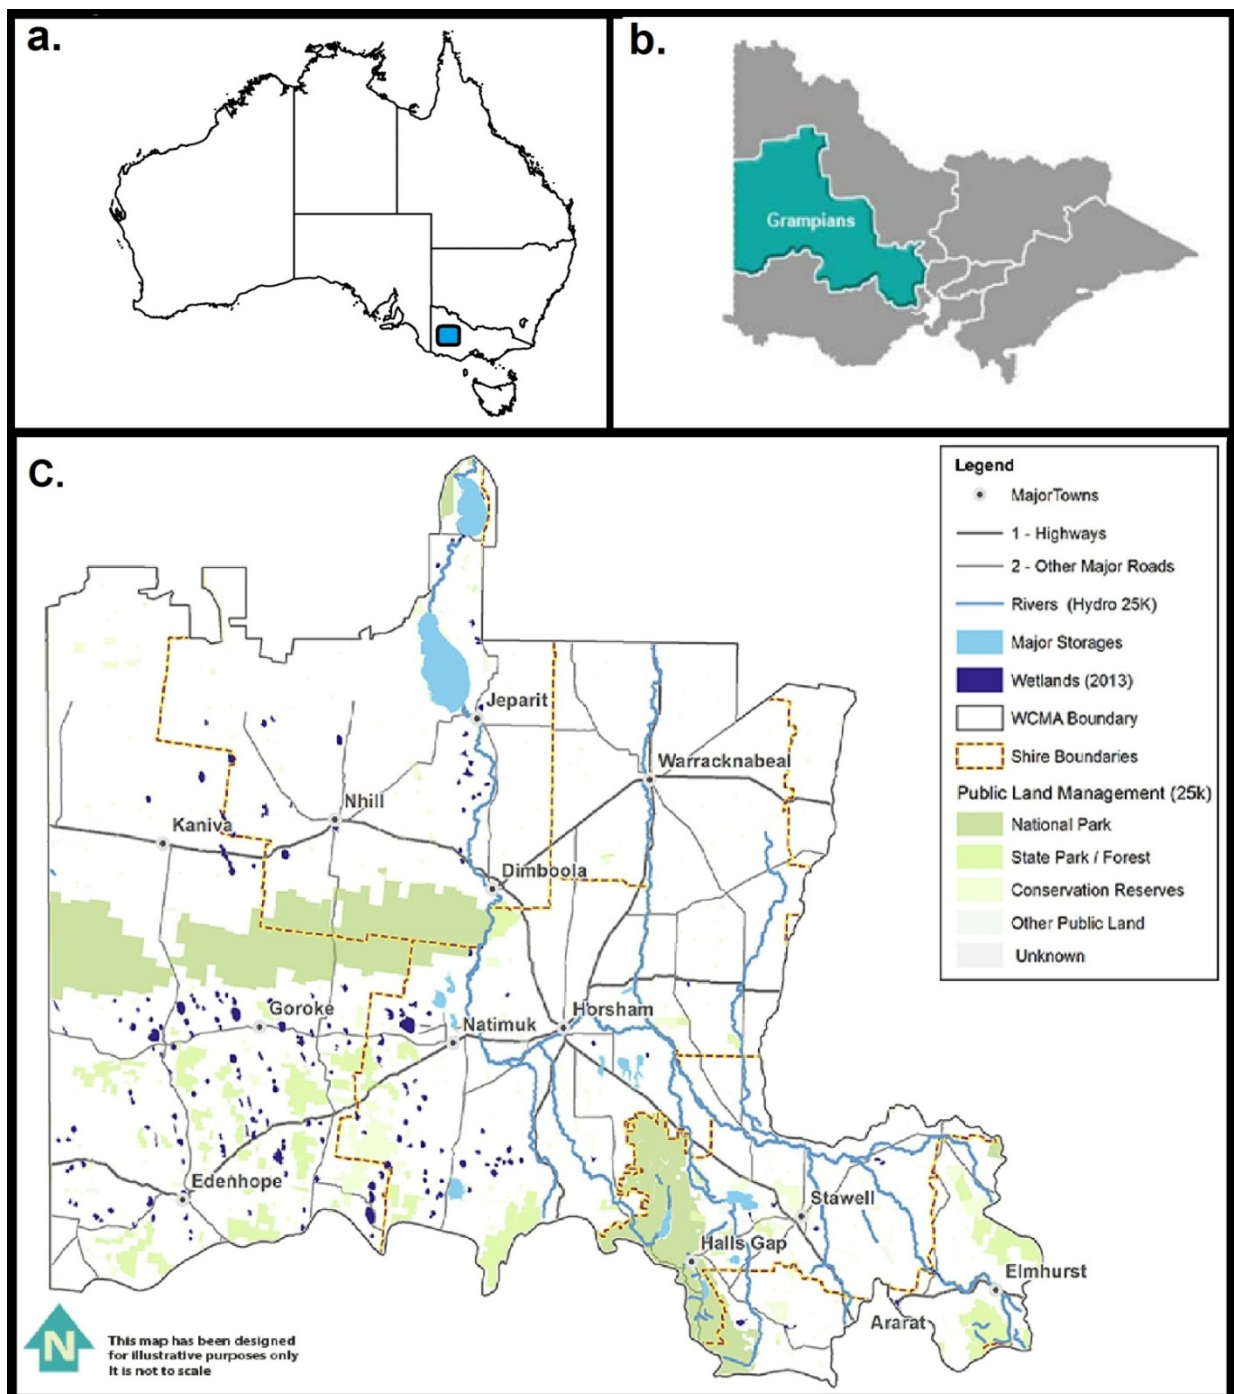 a.
b.
Grampians
C.
Legend
MajorTowns
1 - Highways
2 - Other Major Roads
Rivers (Hydro 25K)
Major Storages
Wetlands (2013)
WCMA Boundary
Shire Boundaries
Public Land Management (25k)
National Park
State Park / Forest
Conservation Reserves
Other Public Land
Unknown
Jeparit
Warracknabeal
Nhill
Kaniva
Dimboola
Goroke
Horsham
Natimuk
Edenhope
Stawell
Halls Gap
Elmhurst
Ararat
N
This map has been designed
for illustrative purposes only
It is not to scale